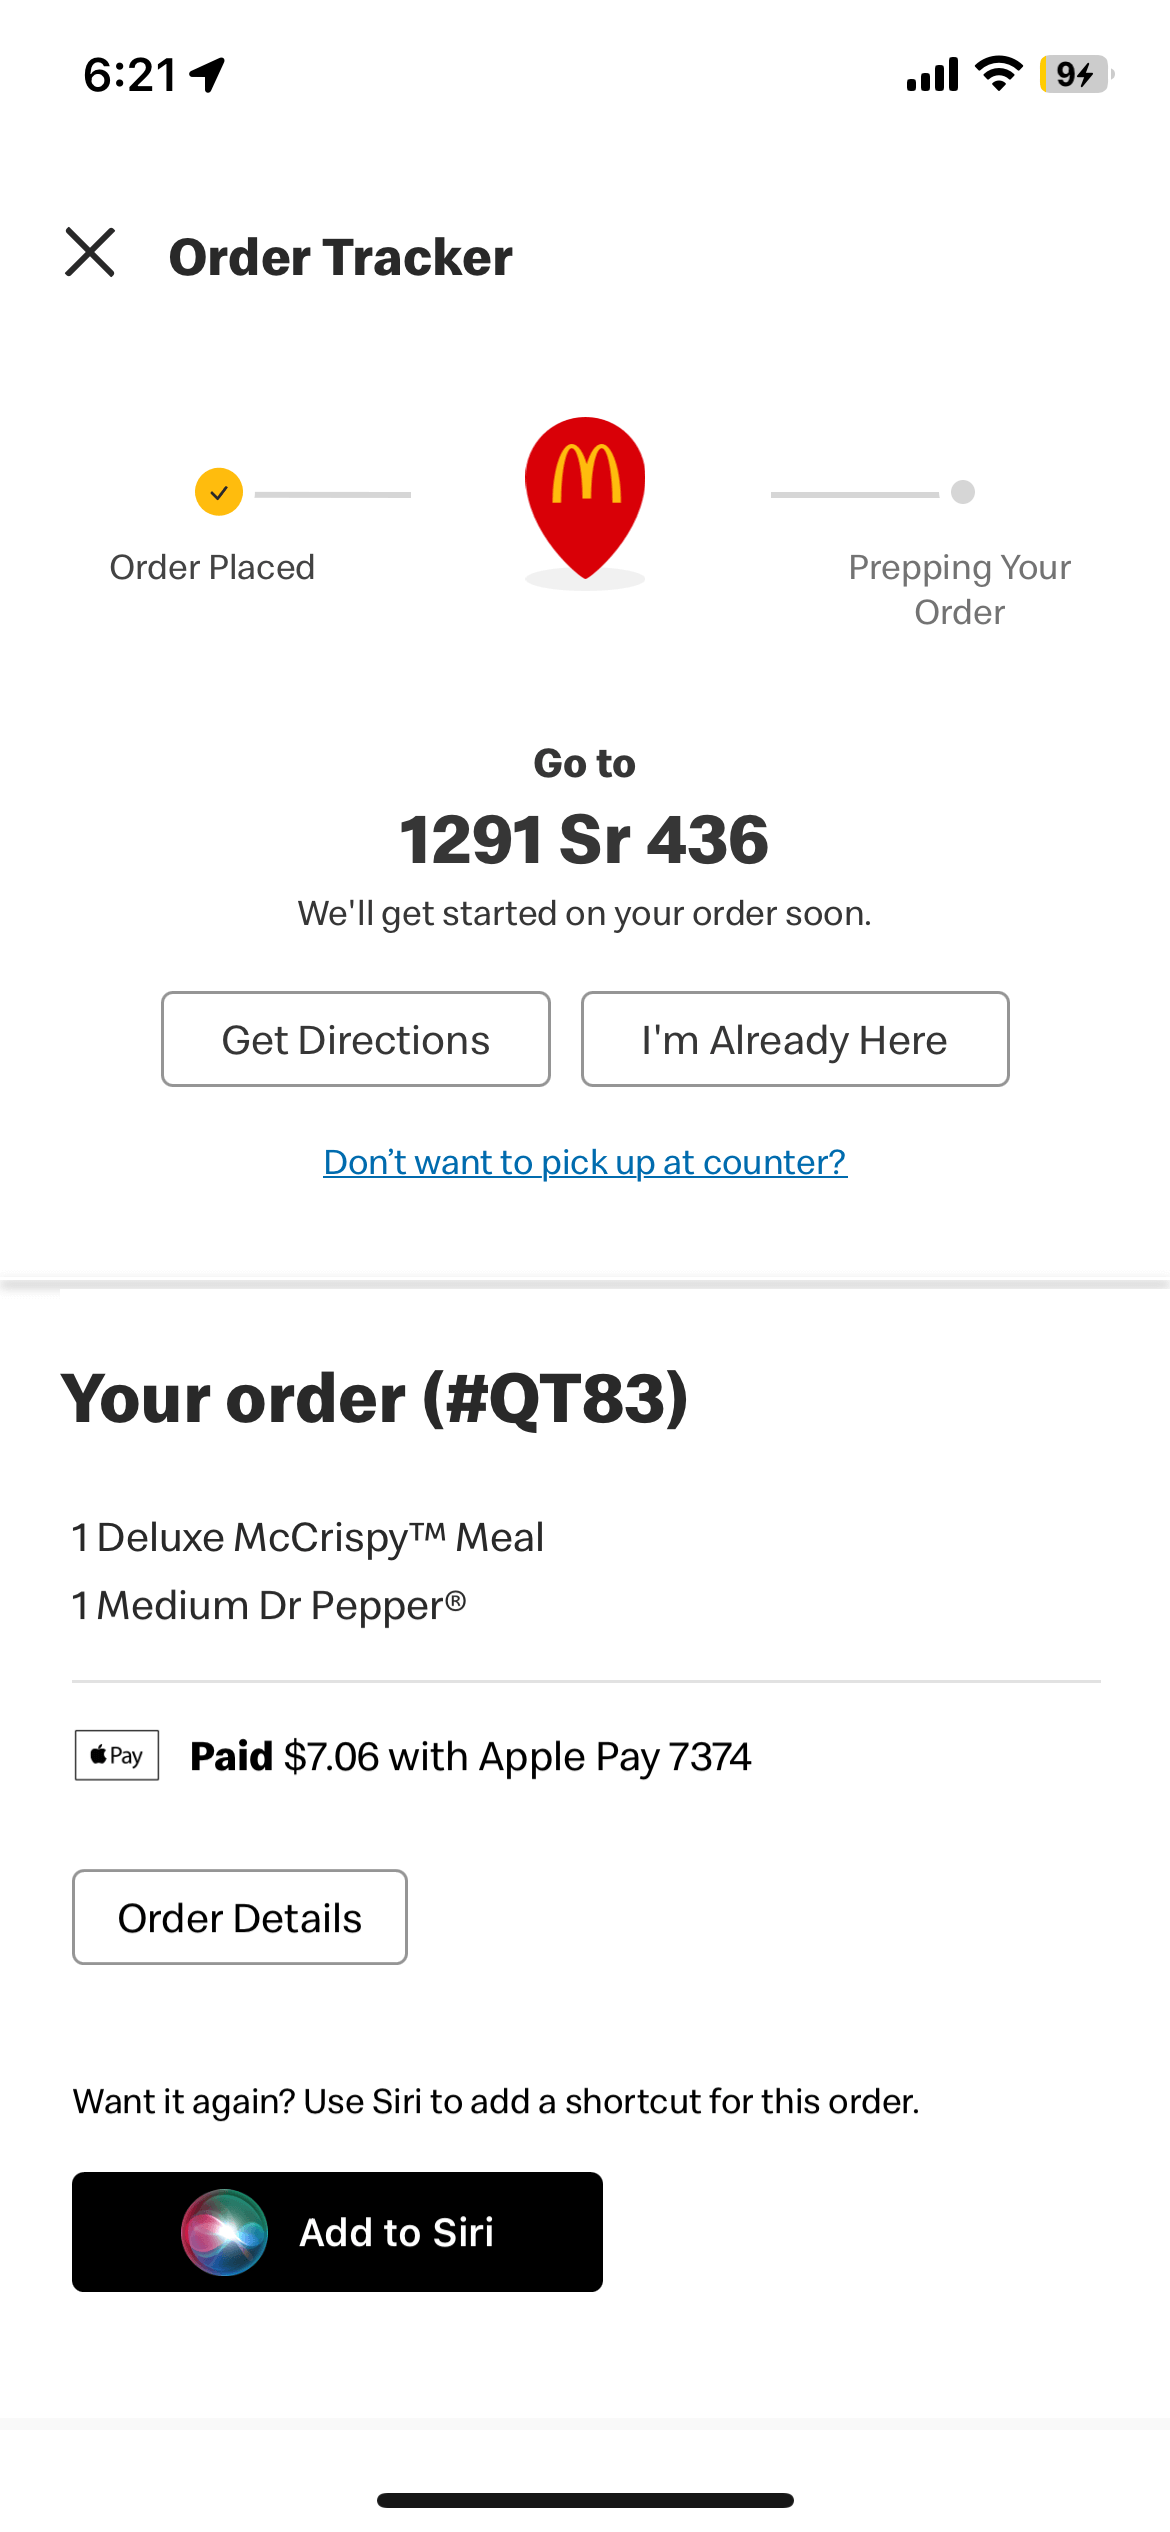 6:21
9
Order Tracker
Order Placed
Prepping Your
Order
Go to
1291 Sr 436
We'll get started on your order soon.
Get Directions
I'm Already Here
Don’t want to pick up at counter?
Your order (#QT83)
1 Deluxe McCrispy™ Meal
1 Medium Dr Pepper®
Pay
Paid $7.06 with Apple Pay 7374
Order Details
Want it again? Use Siri to add a shortcut for this order.
Add to Siri